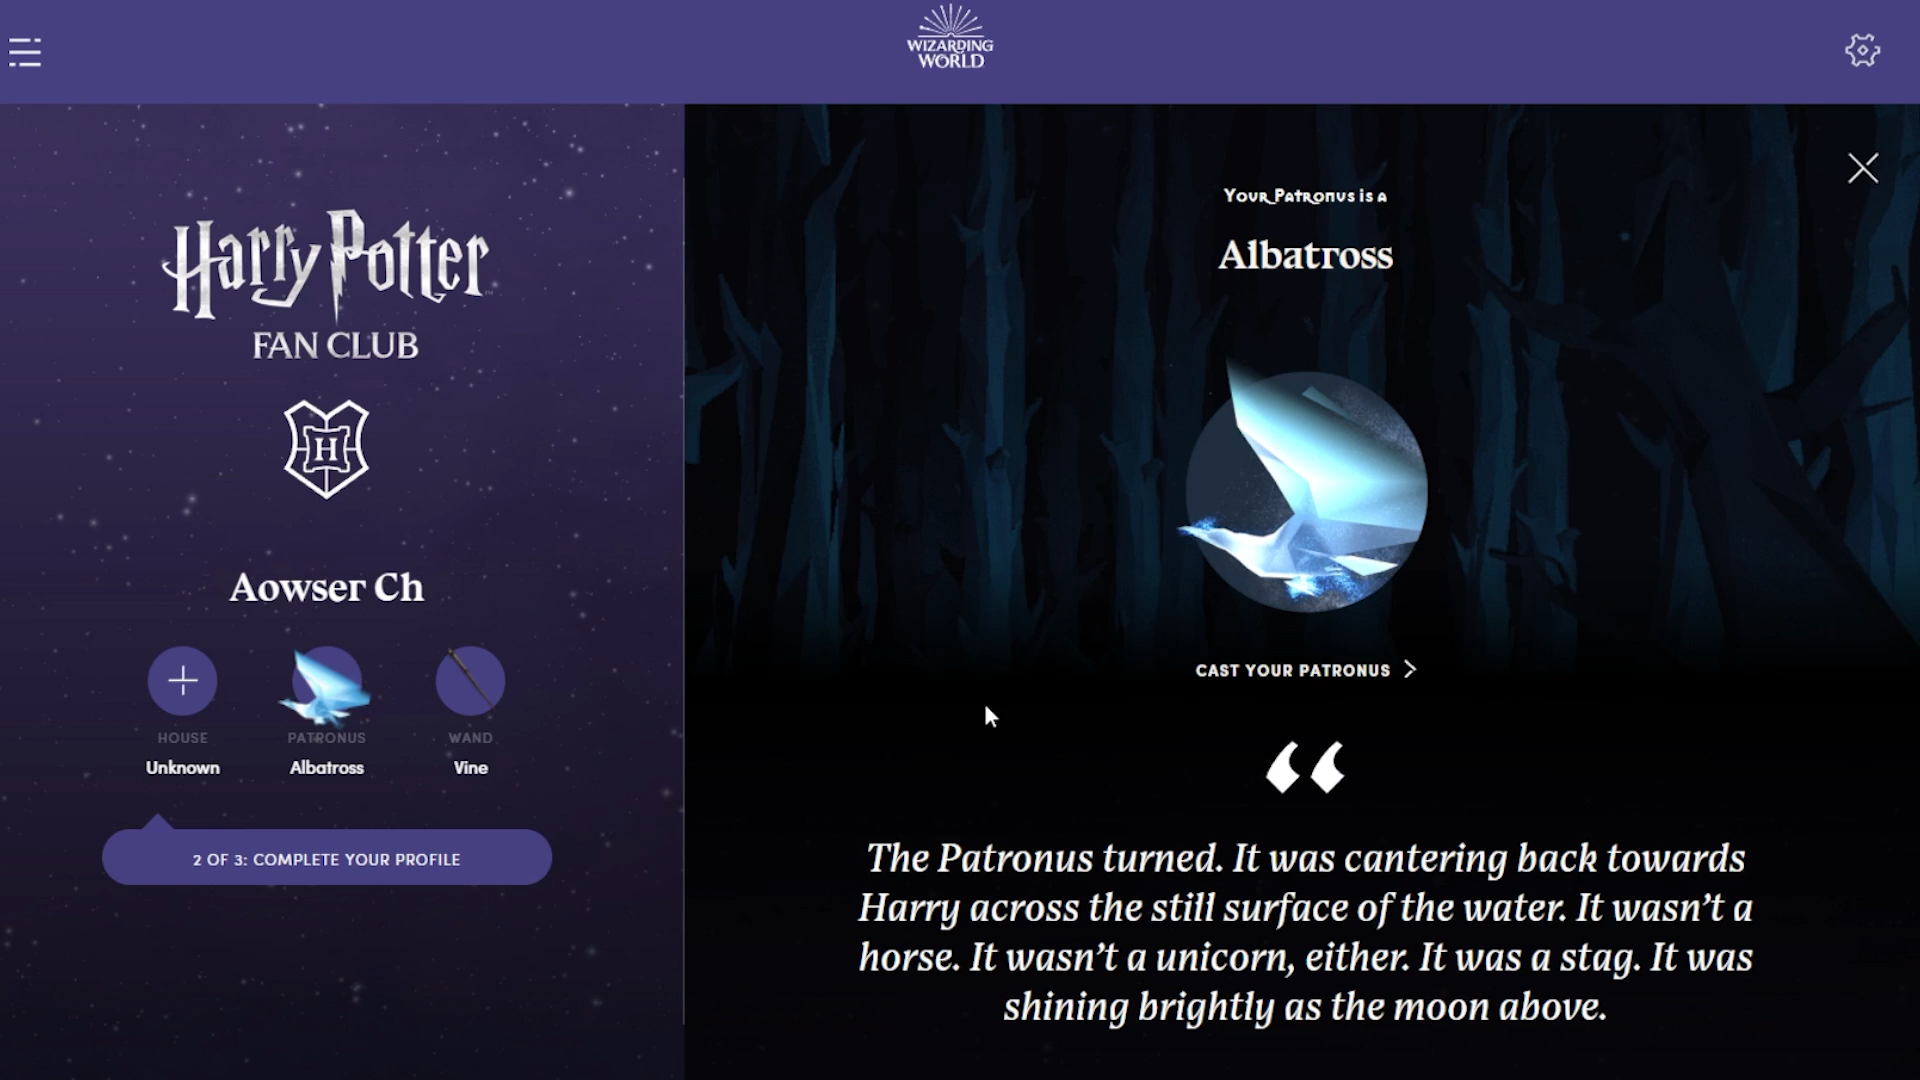 WIZARDING
WORLD
Harry Potter
FAN CLUB
H
Aowser Ch
HOUSE
Unknown
PATRONUS
Albatross
WAND
Vine
2 OF 3: COMPLETE YOUR PROFILE
Your Patronus is a
Albatross
CAST YOUR PATRONUS
“
The Patronus turned. It was cantering back towards
Harry across the still surface of the water. It wasn’t a
horse. It wasn’t a unicorn, either. It was a stag. It was
shining brightly as the moon above.